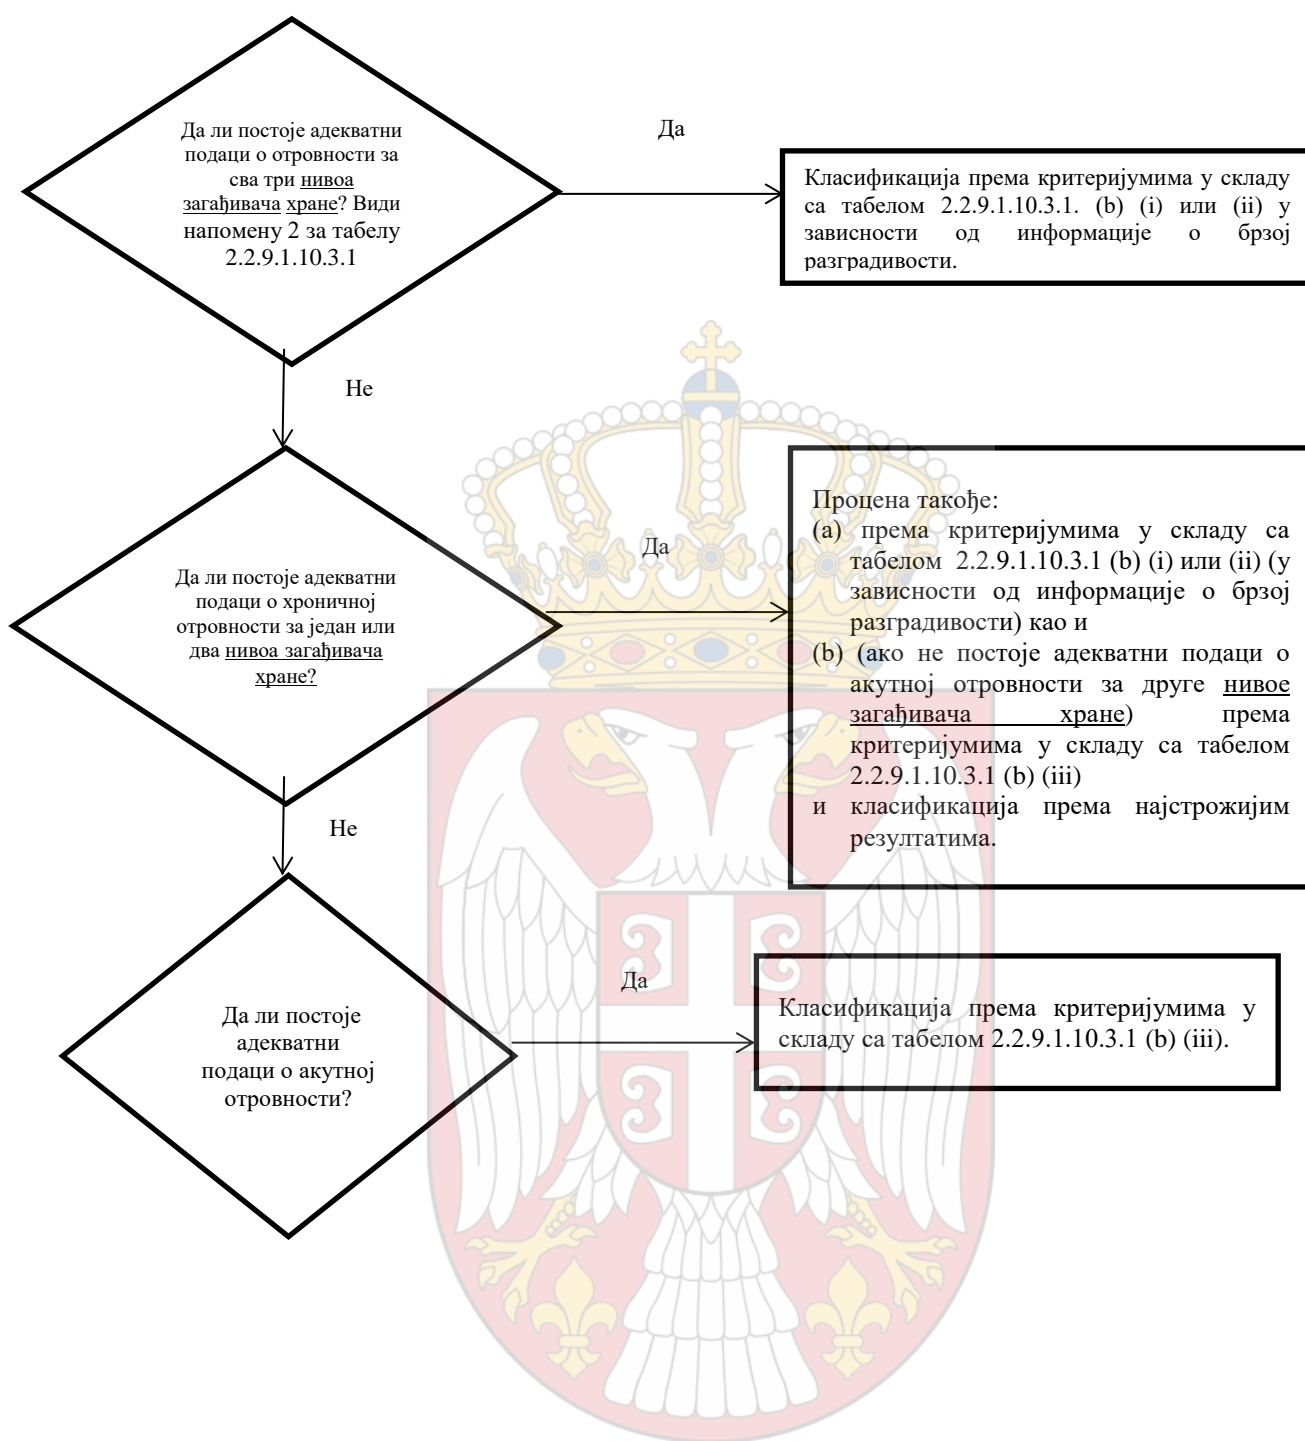 Да ли постоје адекватни
подаци о отровности за
сва три нивоа
загађивача хране? Види
напомену 2 за табелу
2.2.9.1.10.3.1
Да
Класификација према критеријумима у складу
са табелом 2.2.9.1.10.3.1. (b) (i) или (ii) у
зависности од информације о брзој
разградивости.
Не
Да ли постоје адекватни
подаци о хроничној
отровности за један или
два нивоа загађивача
хране?
Да
Процена такође:
(a) према критеријумима у складу са
табелом 2.2.9.1.10.3.1 (b) (i) или (ii) (у
зависности од информације о брзој
разградивости) као и
(b) (ако не постоје адекватни подаци о
акутној отровности за друге нивое
загађивача хране) према
критеријумима у складу са табелом
2.2.9.1.10.3.1 (b) (iii)
и класификација према најстрожијим
резултатима.
Не
Да ли постоје
адекватни
подаци о акутној
отровности?
Да
Класификација према критеријумима у
складу са табелом 2.2.9.1.10.3.1 (b) (iii).